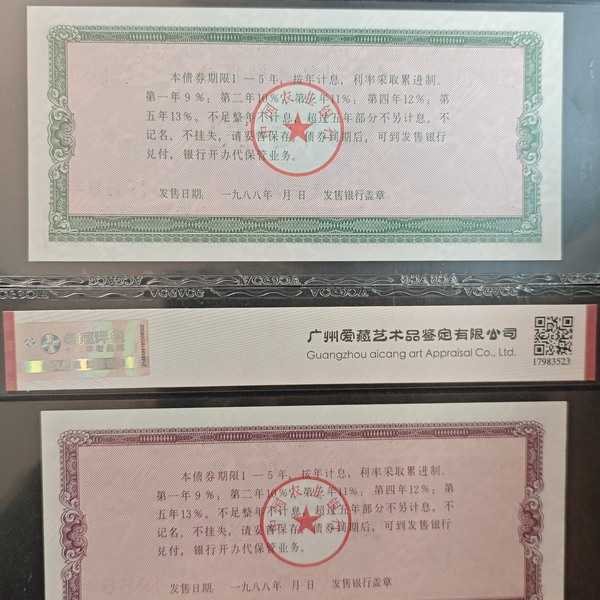 本债券期限1—5年，按年计息，利率采取累进制。
第一年9%；第二年10%；第三年11%；第四年12%；第
五年13%。不足整年不计息，超过五年部分不另计息。不
记名、不挂失，请妥善保存。债券到期后，可到发售银行
兑付，银行开办代保管业务。
中国农业银行
发售日期： 一九八八年 月 日 发售银行盖章
广州爱藏艺术品鉴定有限公司
Guangzhou aicang art Appraisal Co., Ltd.
17983523
本债券期限1—5年，按年计息，利率采取累进制。
第一年9%；第二年10%；第三年11%；第四年12%；第
五年13%。不足整年不计息，超过五年部分不另计息。不
记名、不挂失，请妥善保存。债券到期后，可到发售银行
兑付，银行开办代保管业务。
中国农业银行
发售日期： 一九八八年 月 日 发售银行盖章